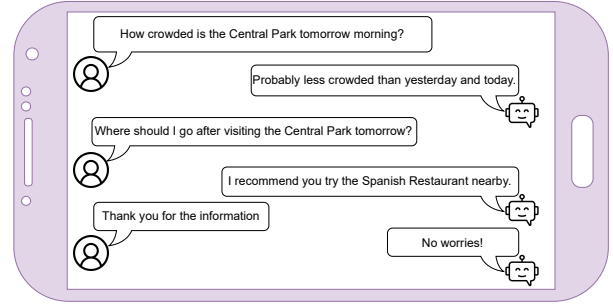 How crowded is the Central Park tomorrow morning?
Probably less crowded than yesterday and today.
Where should I go after visiting the Central Park tomorrow?
I recommend you try the Spanish Restaurant nearby.
Thank you for the information
No worries!